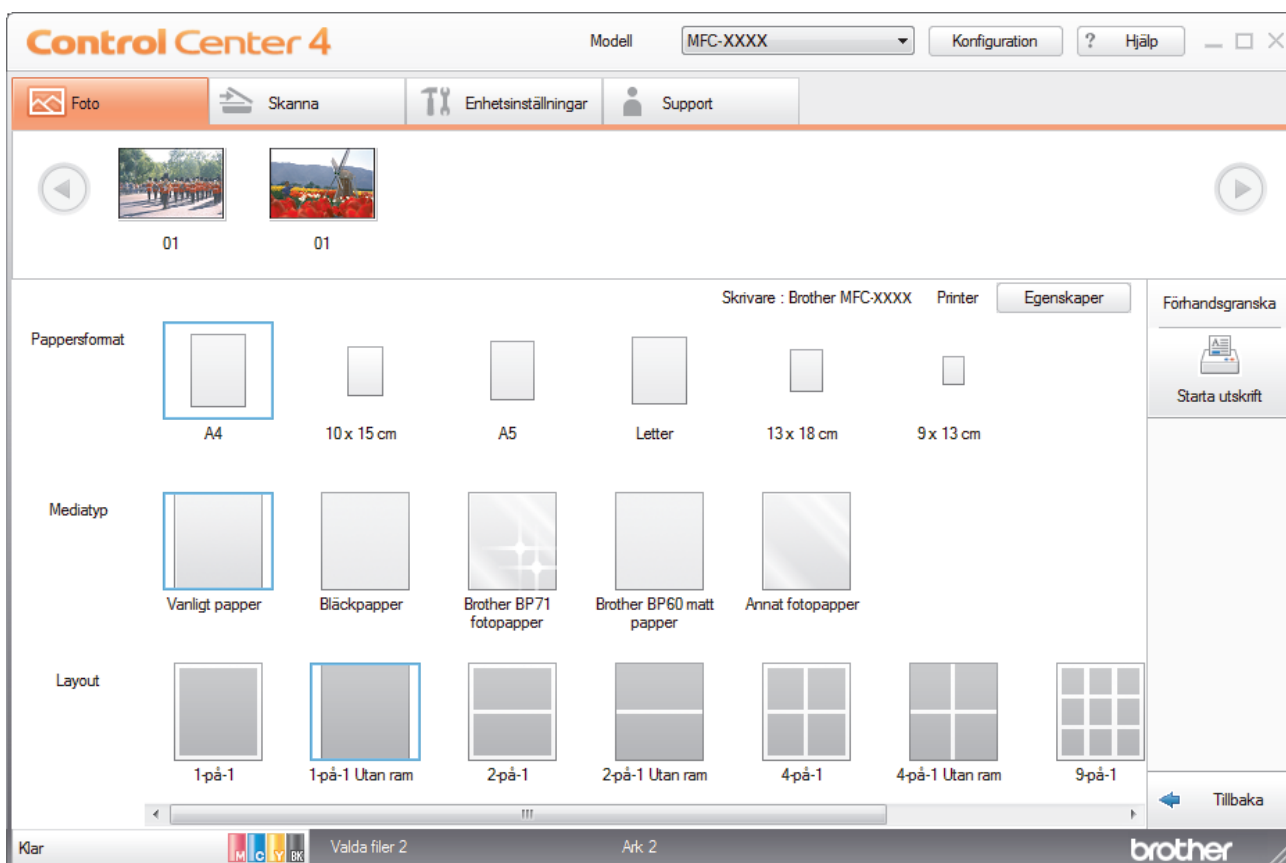 Control Center 4
Modell
MFC-XXXX
Konfiguration
? Hjälp
Foto
Skanna
Enhetsinställningar
Support
01
01
Skrivare : Brother MFC-XXXX Printer
Egenskaper
Förhandsgranska
Starta utskrift
Pappersformat
A4
10 x 15 cm
A5
Letter
13 x 18 cm
9 x 13 cm
Mediatyp
Vanligt papper
Bläckpapper
Brother BP71
fotopapper
Brother BP60 matt
papper
Annat fotopapper
Layout
1-på-1
1-på-1 Utan ram
2-på-1
2-på-1 Utan ram
4-på-1
4-på-1 Utan ram
9-på-1
Tillbaka
Klar
M C Y BK
Valda filer 2
Ark 2
brother